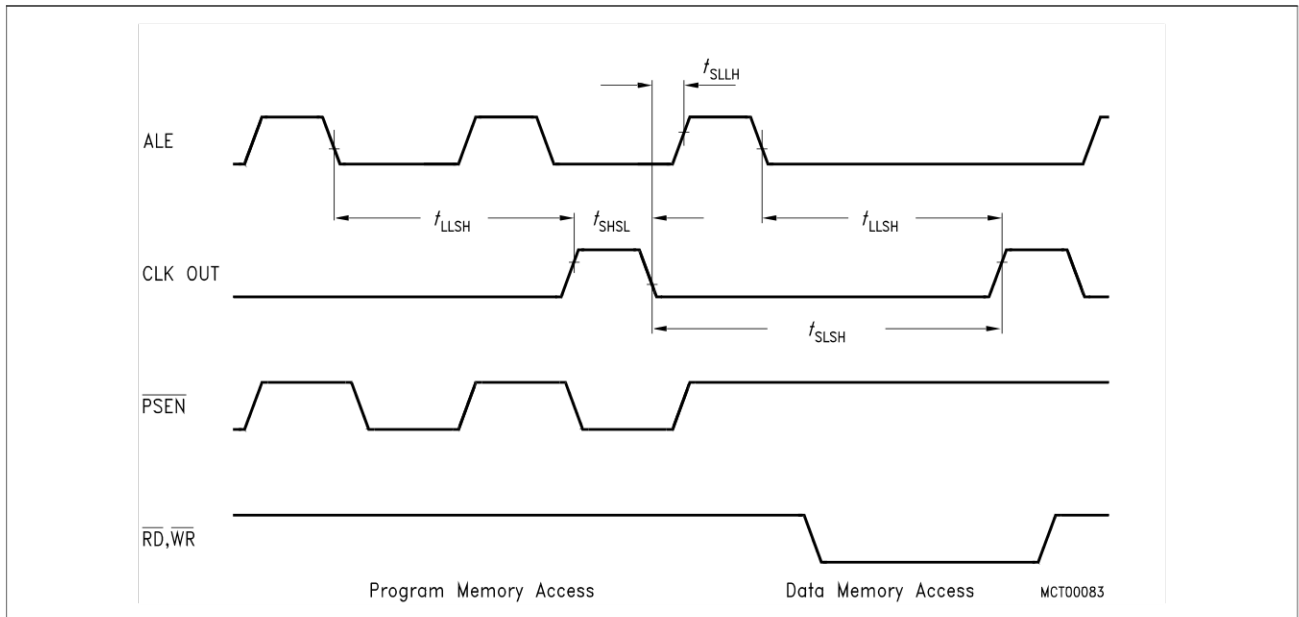 tSLLH
ALE
tLLSH tSHSL tLLSH
CLK OUT
tSLSH
PSEN
RD,WR
Program Memory Access Data Memory Access MCT00083